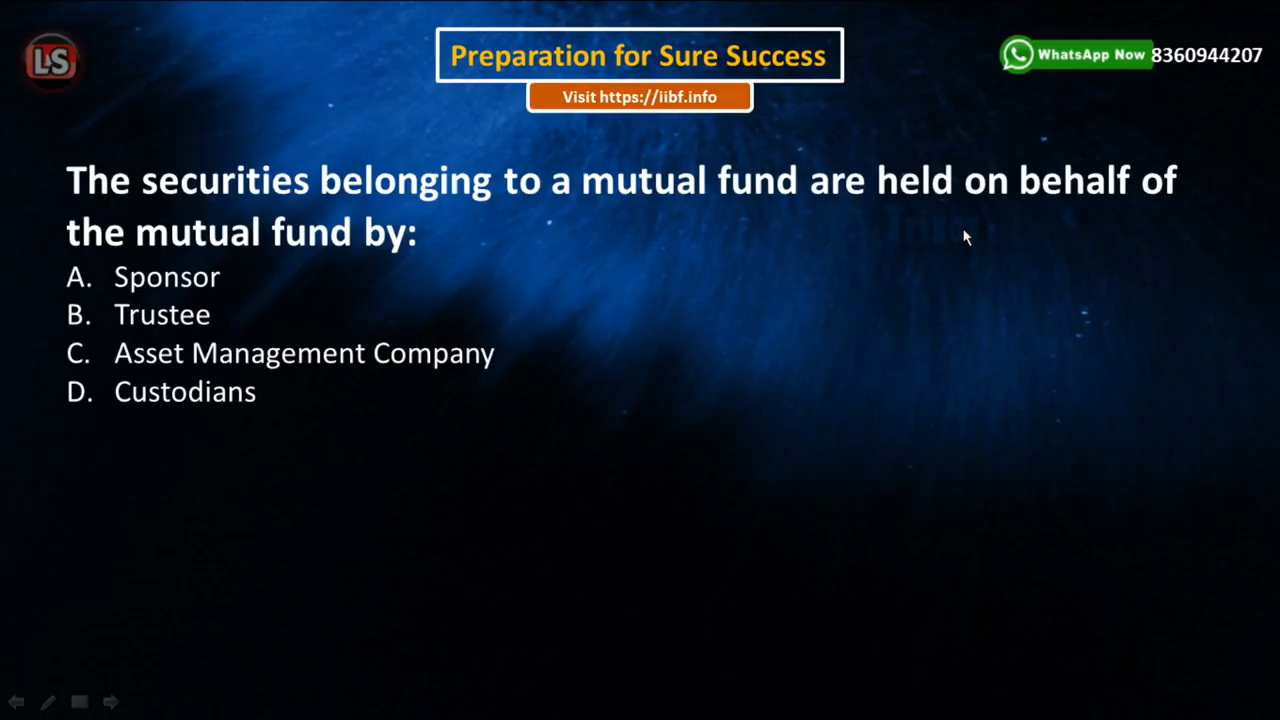 LS
Preparation for Sure Success
WhatsApp Now 8360944207
Visit https://iibf.info
The securities belonging to a mutual fund are held on behalf of
the mutual fund by:
A. Sponsor
B. Trustee
C. Asset Management Company
D. Custodians